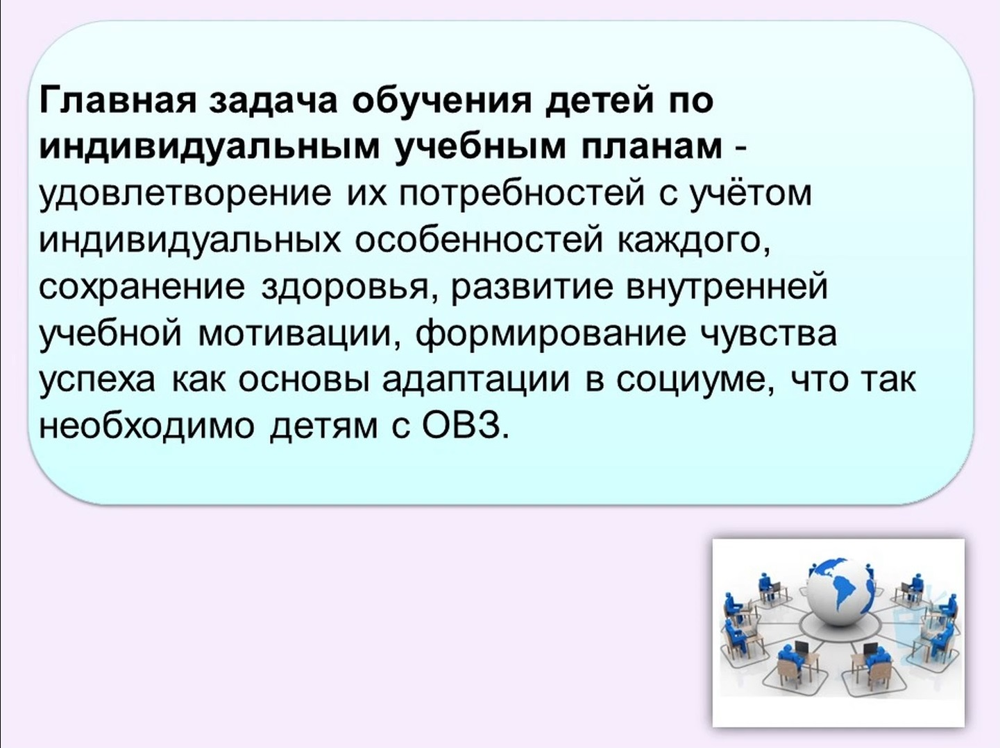 Главная задача обучения детей по
индивидуальным учебным планам -
удовлетворение их потребностей с учётом
индивидуальных особенностей каждого,
сохранение здоровья, развитие внутренней
учебной мотивации, формирование чувства
успеха как основы адаптации в социуме, что так
необходимо детям с ОВЗ.